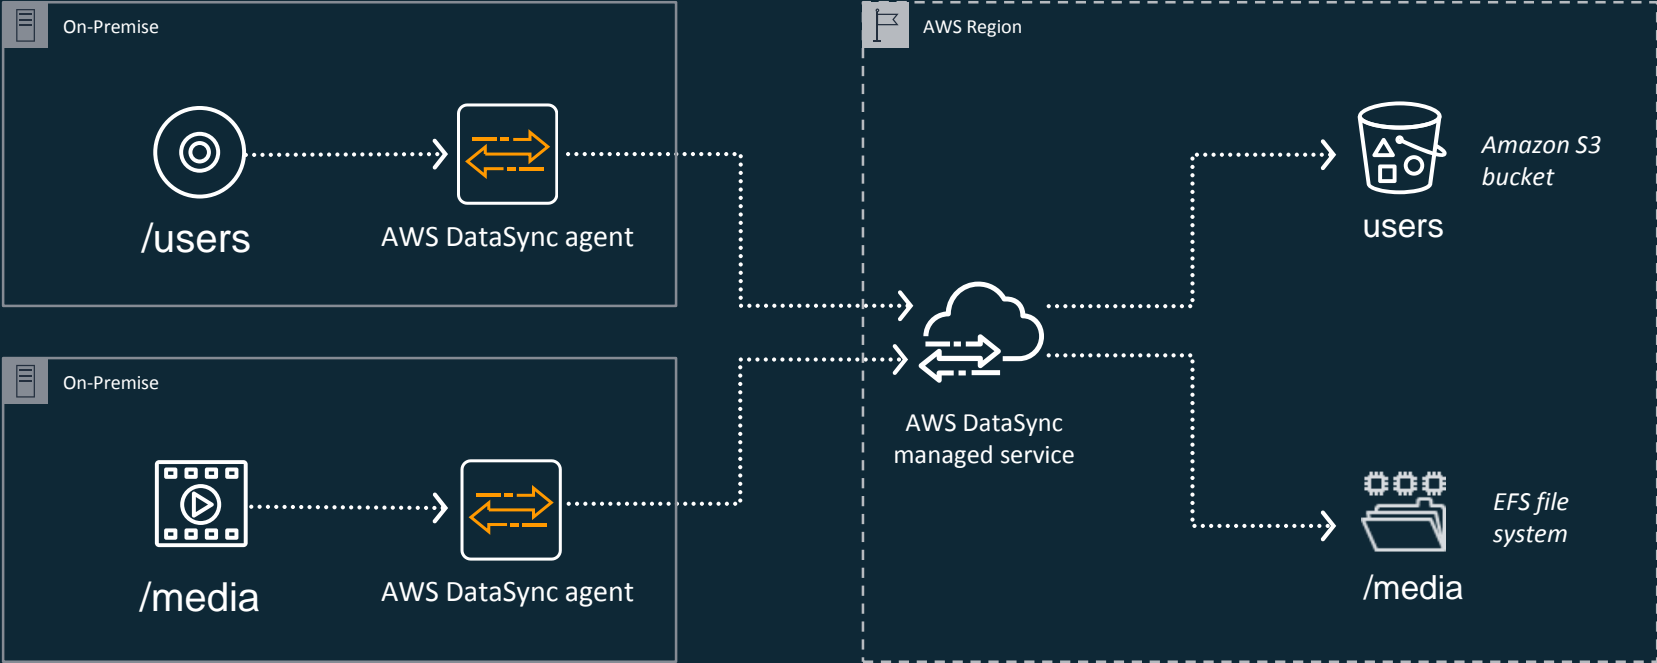 On-Premise
/users
AWS DataSync agent
On-Premise
/media
AWS DataSync agent
AWS Region
AWS DataSync
managed service
Amazon S3
bucket
users
EFS file
system
/media